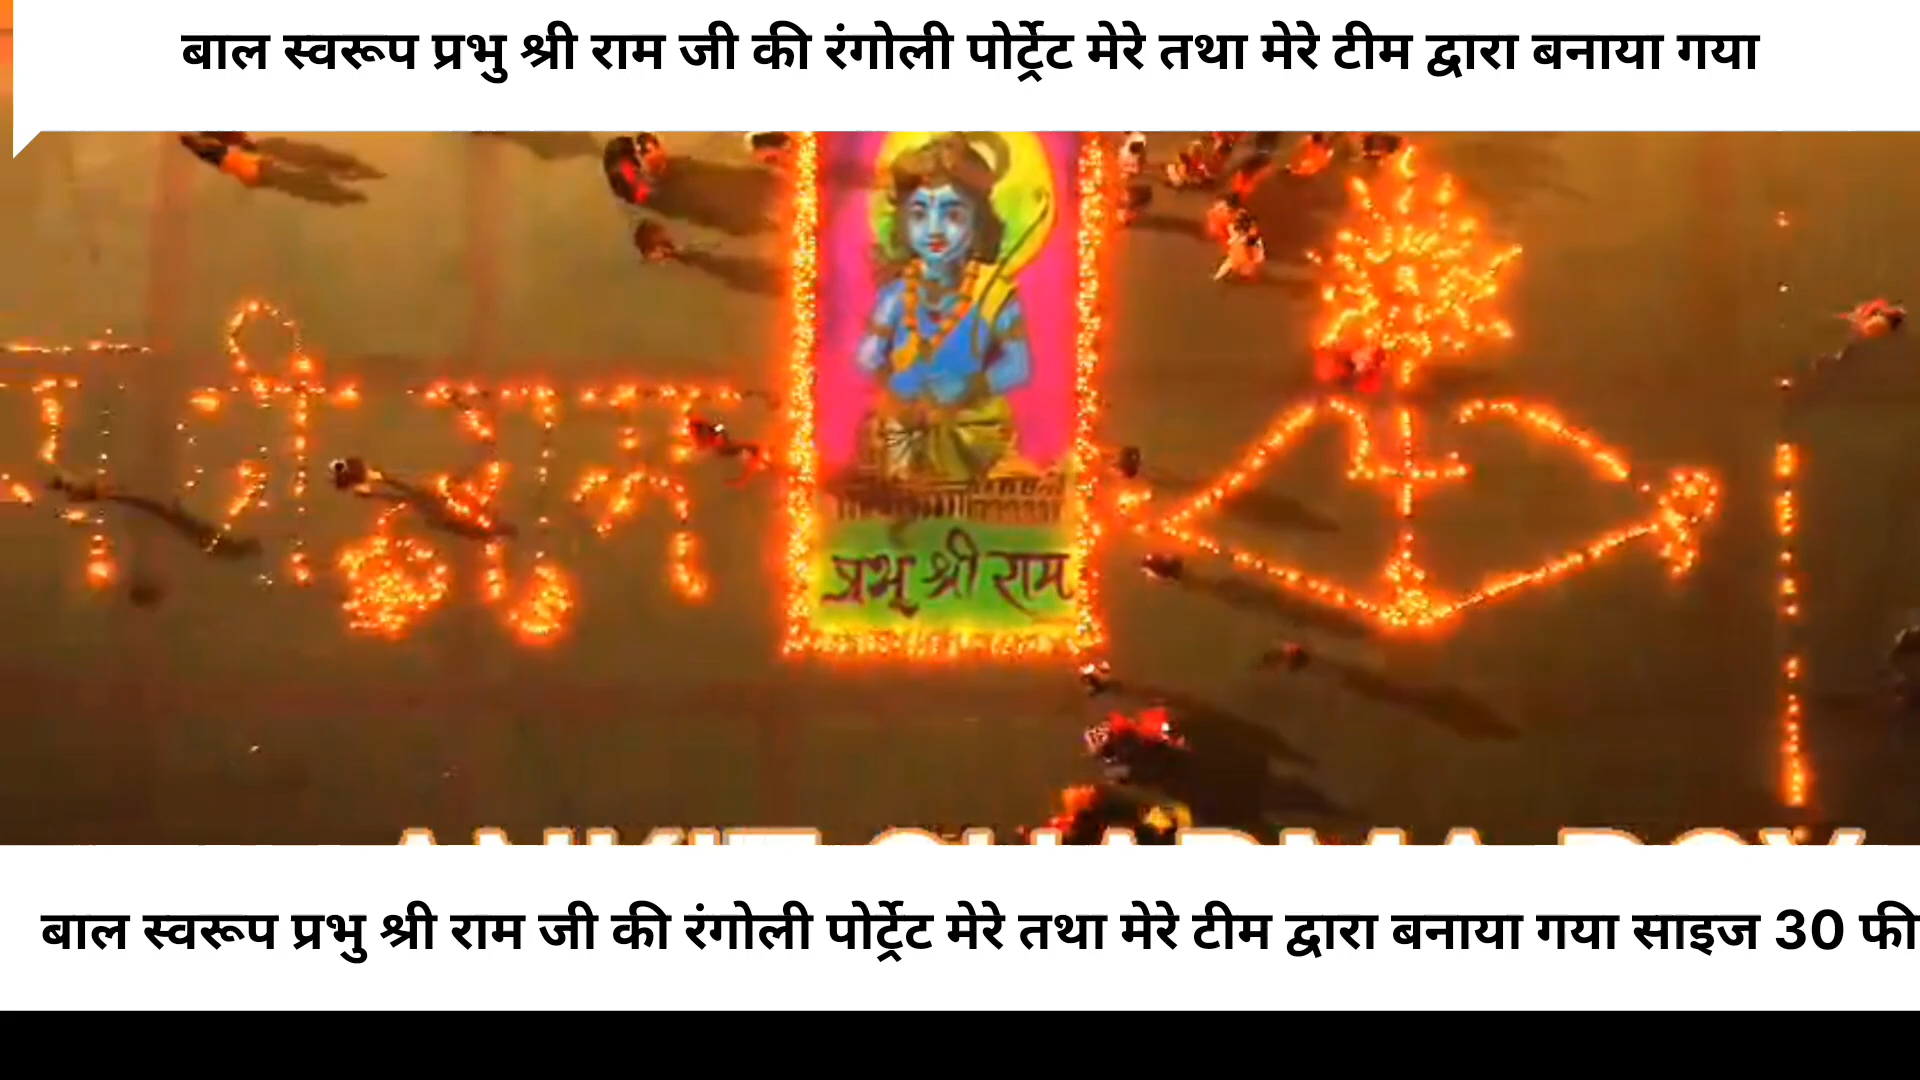 बाल स्वरूप प्रभु श्री राम जी की रंगोली पोर्ट्रेट मेरे तथा मेरे टीम द्वारा बनाया गया
श्री राम
प्रभु श्री राम
बाल स्वरूप प्रभु श्री राम जी की रंगोली पोर्ट्रेट मेरे तथा मेरे टीम द्वारा बनाया गया साइज 30 फी